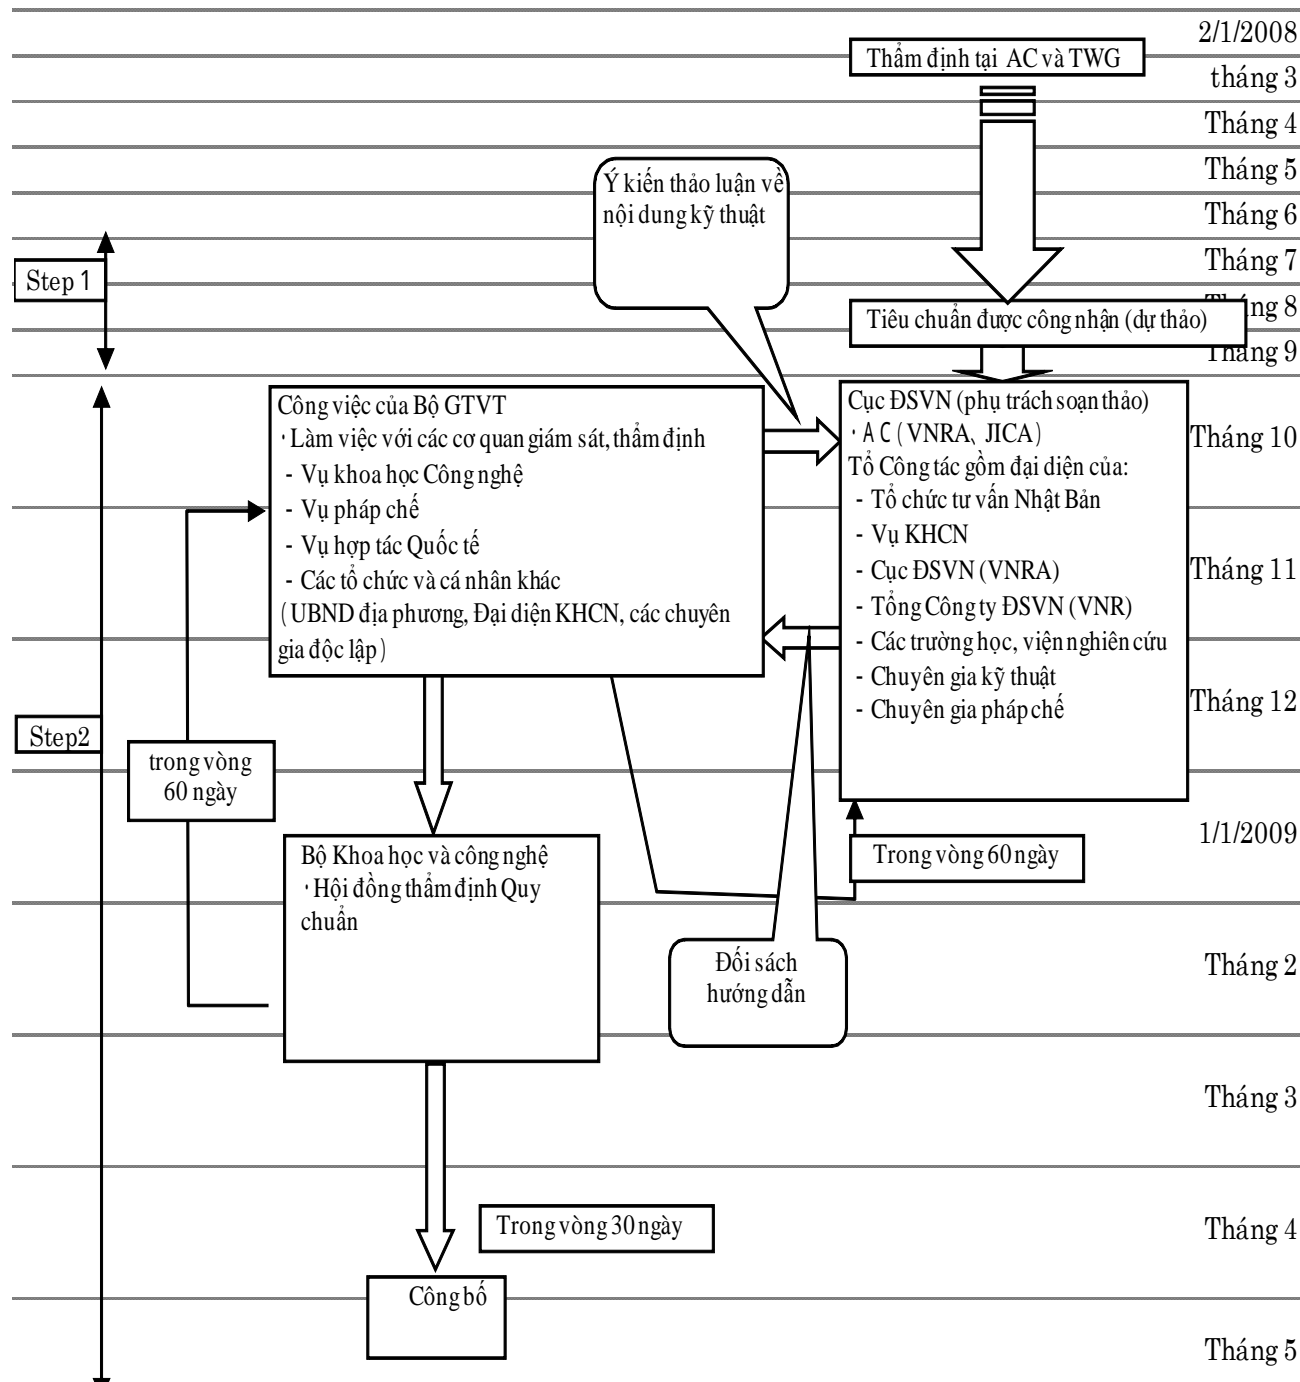 2/1/2008
Thẩm định tại AC và TWG
tháng 3
Tháng 4
Tháng 5
Ý kiến thảo luận về
nội dung kỹ thuật
Tháng 6
Tháng 7
Step 1
Tháng 8
Tiêu chuẩn được công nhận (dự thảo)
Tháng 9
Công việc của Bộ GTVT
·Làm việc với các cơ quan giám sát, thẩm định
- Vụ khoa học Công nghệ
- Vụ pháp chế
- Vụ hợp tác Quốc tế
- Các tổ chức và cá nhân khác
(UBND địa phương, Đại diện KHCN, các chuyên
gia độc lập)
Cục ĐSVN (phụ trách soạn thảo)
·AC(VNRA、JICA)
Tổ Công tác gồm đại diện của:
- Tổ chức tư vấn Nhật Bản
- Vụ KHCN
- Cục ĐSVN (VNRA)
- Tổng Công ty ĐSVN (VNR)
- Các trường học, viện nghiên cứu
- Chuyên gia kỹ thuật
- Chuyên gia pháp chế
Tháng 10
Tháng 11
Tháng 12
Step2
trong vòng
60 ngày
1/1/2009
Bộ Khoa học và công nghệ
·Hội đồng thẩm định Quy
chuẩn
Trong vòng 60 ngày
Đối sách
hướng dẫn
Tháng 2
Tháng 3
Trong vòng 30 ngày
Tháng 4
Công bố
Tháng 5